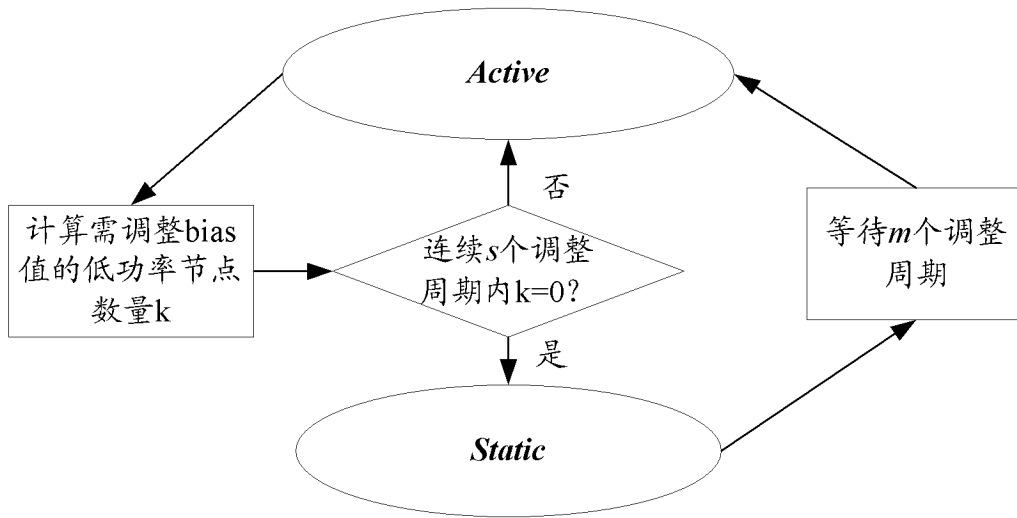 Active
否
计算需调整bias
值的低功率节点
数量k
连续s个调整
周期内k=0?
等待m个调整
周期
是
Static